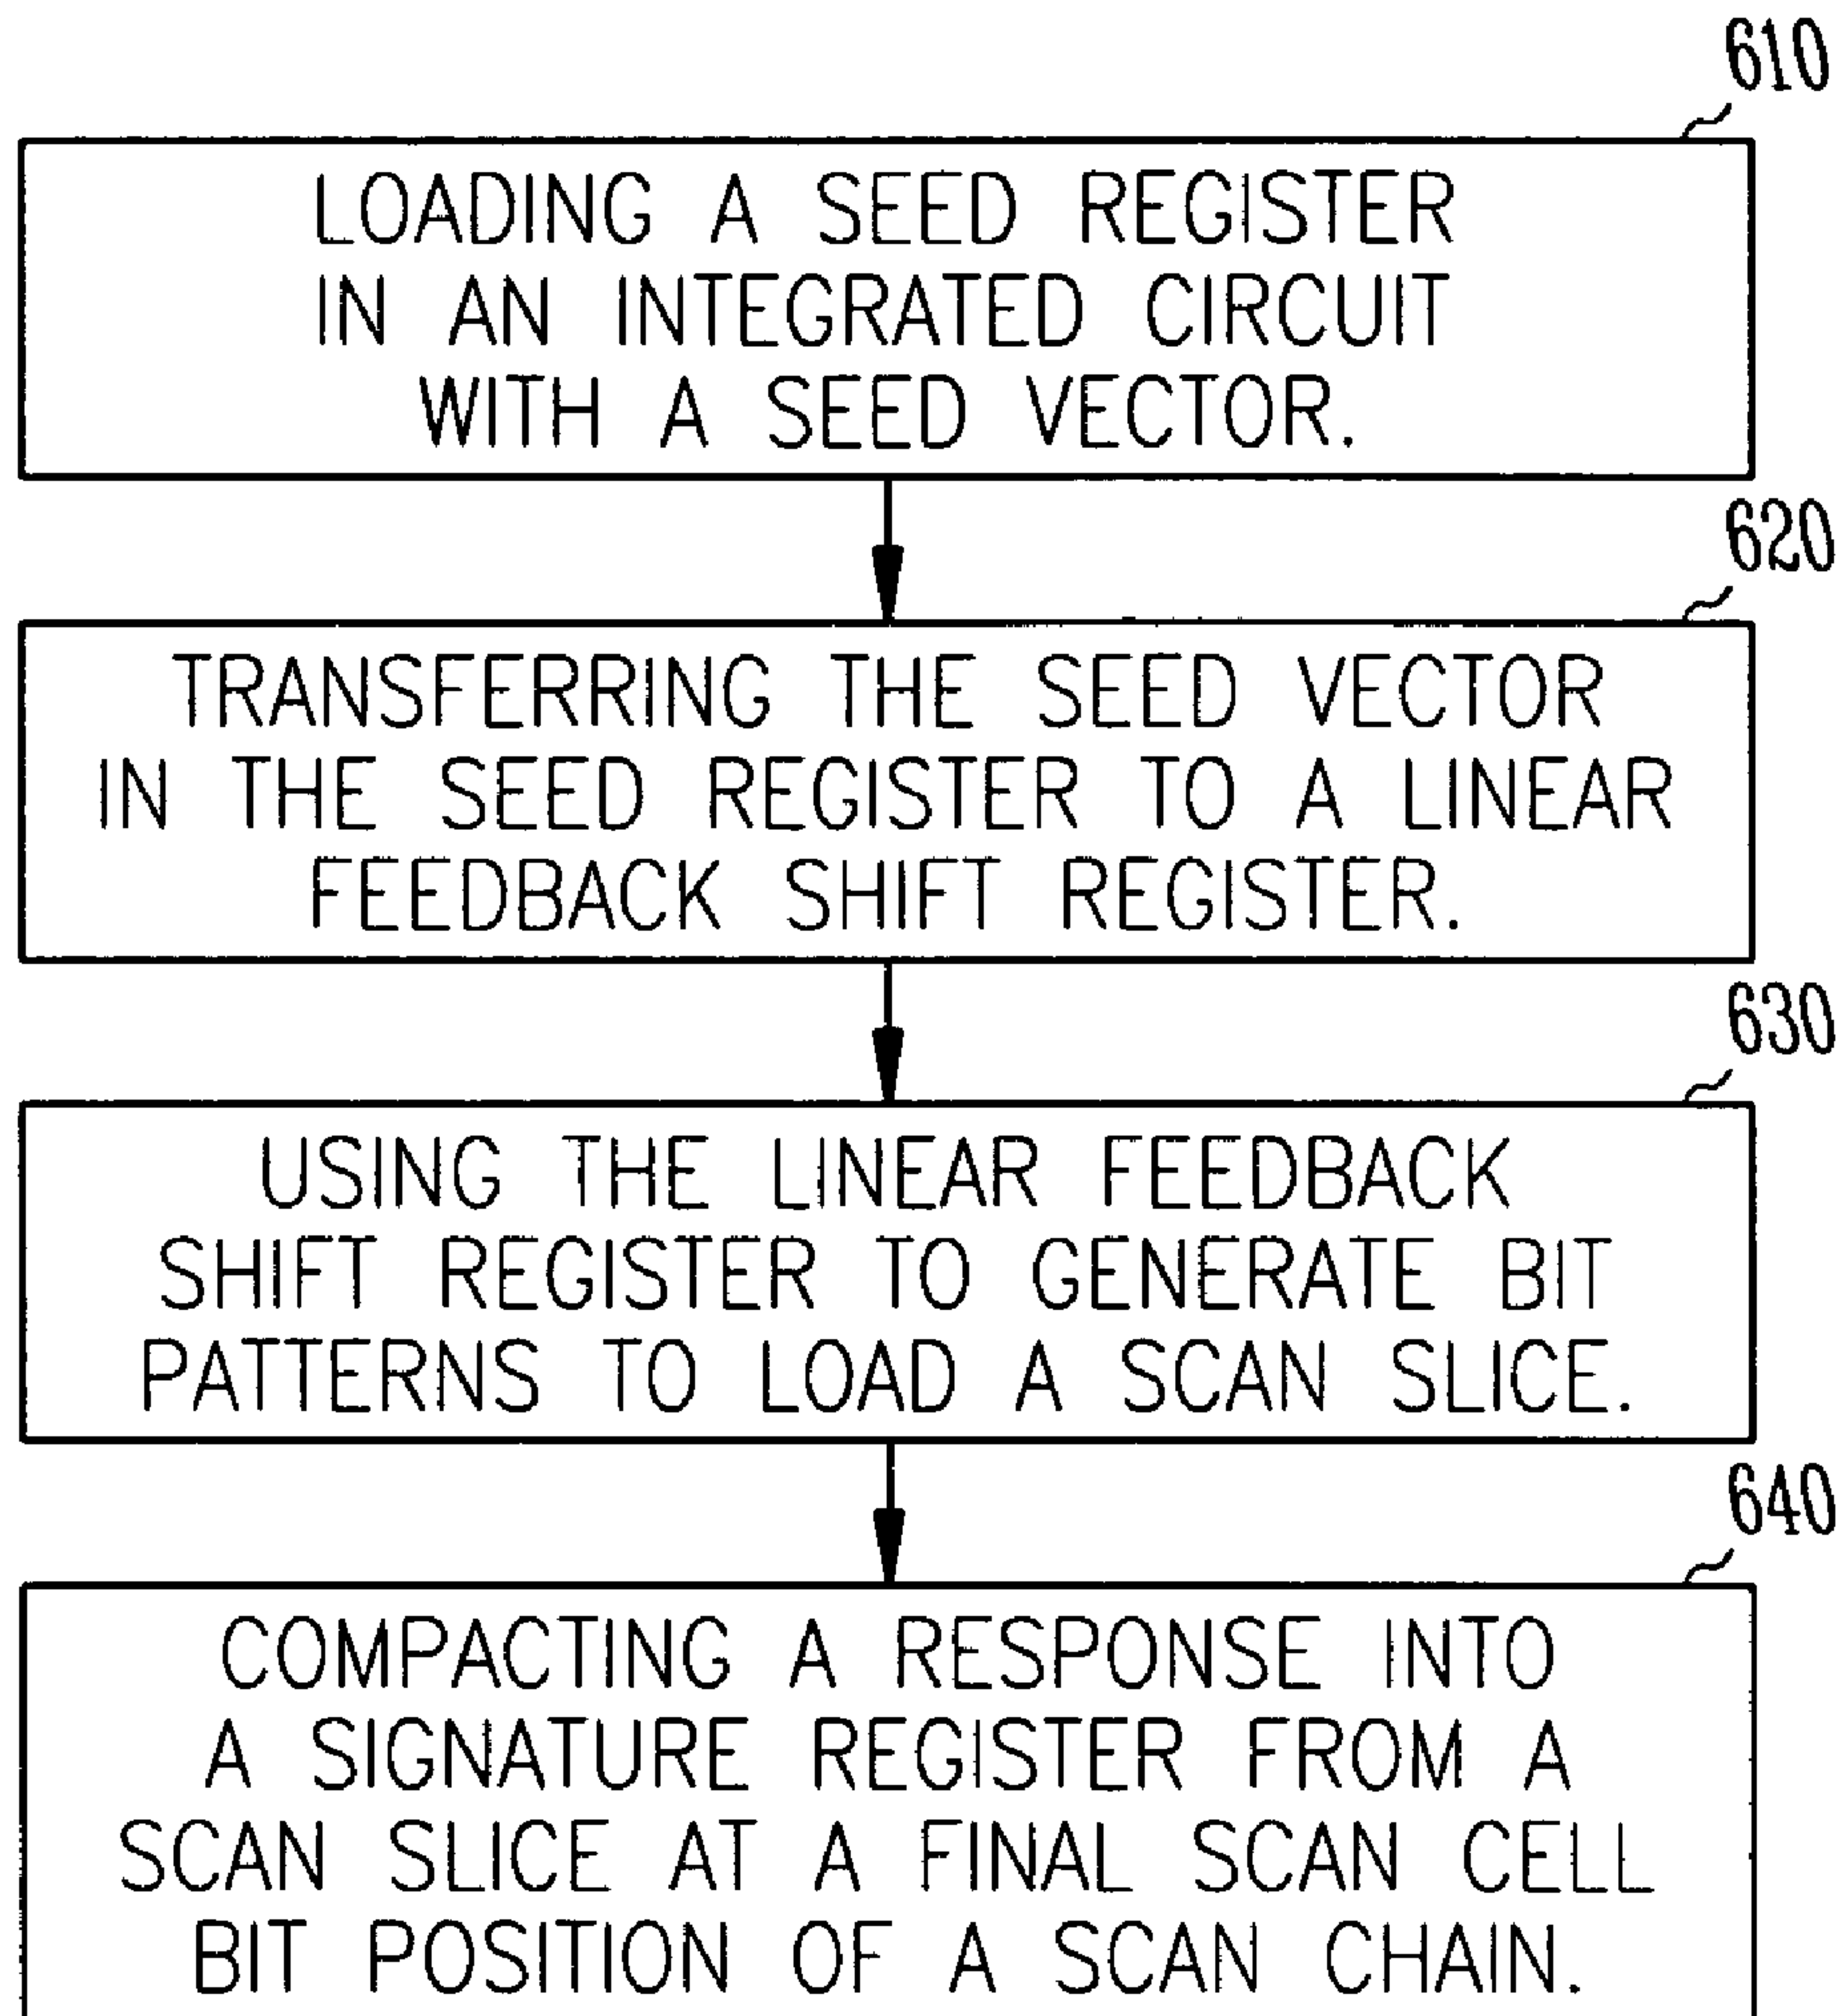 610
LOADING A SEED REGISTER
IN AN INTEGRATED CIRCUIT
WITH A SEED VECTOR.
620
TRANSFERRING THE SEED VECTOR
IN THE SEED REGISTER TO A LINEAR
FEEDBACK SHIFT REGISTER.
630
USING THE LINEAR FEEDBACK
SHIFT REGISTER TO GENERATE BIT
PATTERNS TO LOAD A SCAN SLICE.
640
COMPACTING A RESPONSE INTO
A SIGNATURE REGISTER FROM A
SCAN SLICE AT A FINAL SCAN CELL
BIT POSITION OF A SCAN CHAIN.